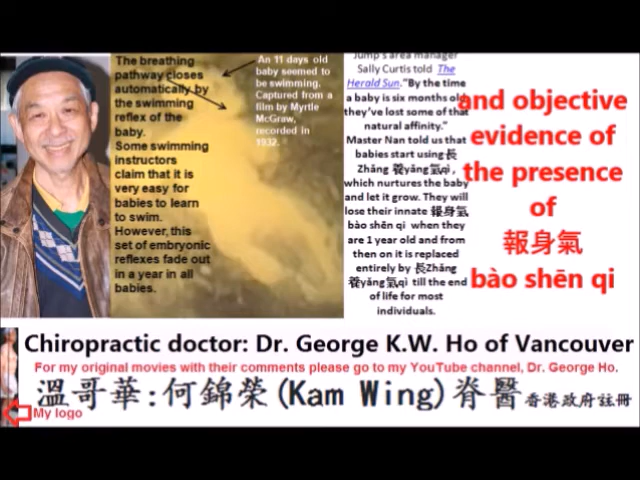 The breathing
pathway closes
automatically by
the swimming
reflex of the
baby.
Some swimming
instructors
claim that it is
very easy for
babies to learn
to swim.
However, this
set of embryonic
reflexes fade out
in a year in all
babies.
An 11 days old
baby seemed to
be swimming.
Captured from a
film by Myrtle
McGraw,
recorded in
1932.
Jump's area manager
Sally Curtis told The
Herald Sun."By the time
a baby is six months old
they've lost some of that
natural affinity."
Master Nan told us that
babies start using長
Zhǎng 養yǎng氣qì ,
which nurtures the baby
and let it grow. They will
lose their innate 報身氣
bào shēn qi when they
are 1 year old and from
then on it is replaced
entirely by 長Zhǎng
養yǎng氣qì till the end
of life for most
individuals.
and objective
evidence of
the presence
of
報身氣
bào shēn qi
Chiropractic doctor: Dr. George K.W. Ho of Vancouver
For my original movies with their comments please go to my YouTube channel, Dr. George Ho.
溫哥華:何錦榮(Kam Wing)脊醫香港政府註冊
My logo